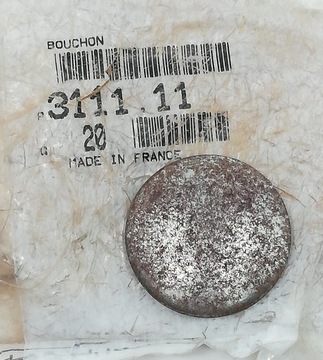 BOUCHON
P 3111.11
Q 20
MADE IN FRANCE